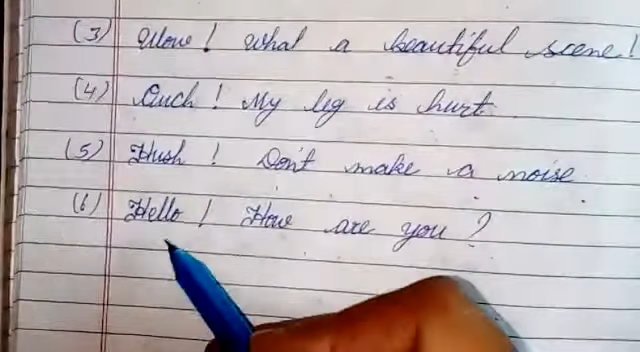 (3) Wow! What a beautiful scene!
(4) Ouch! My leg is hurt.
(5) Hush! Don't make a noise
(6) Hello! How are you?